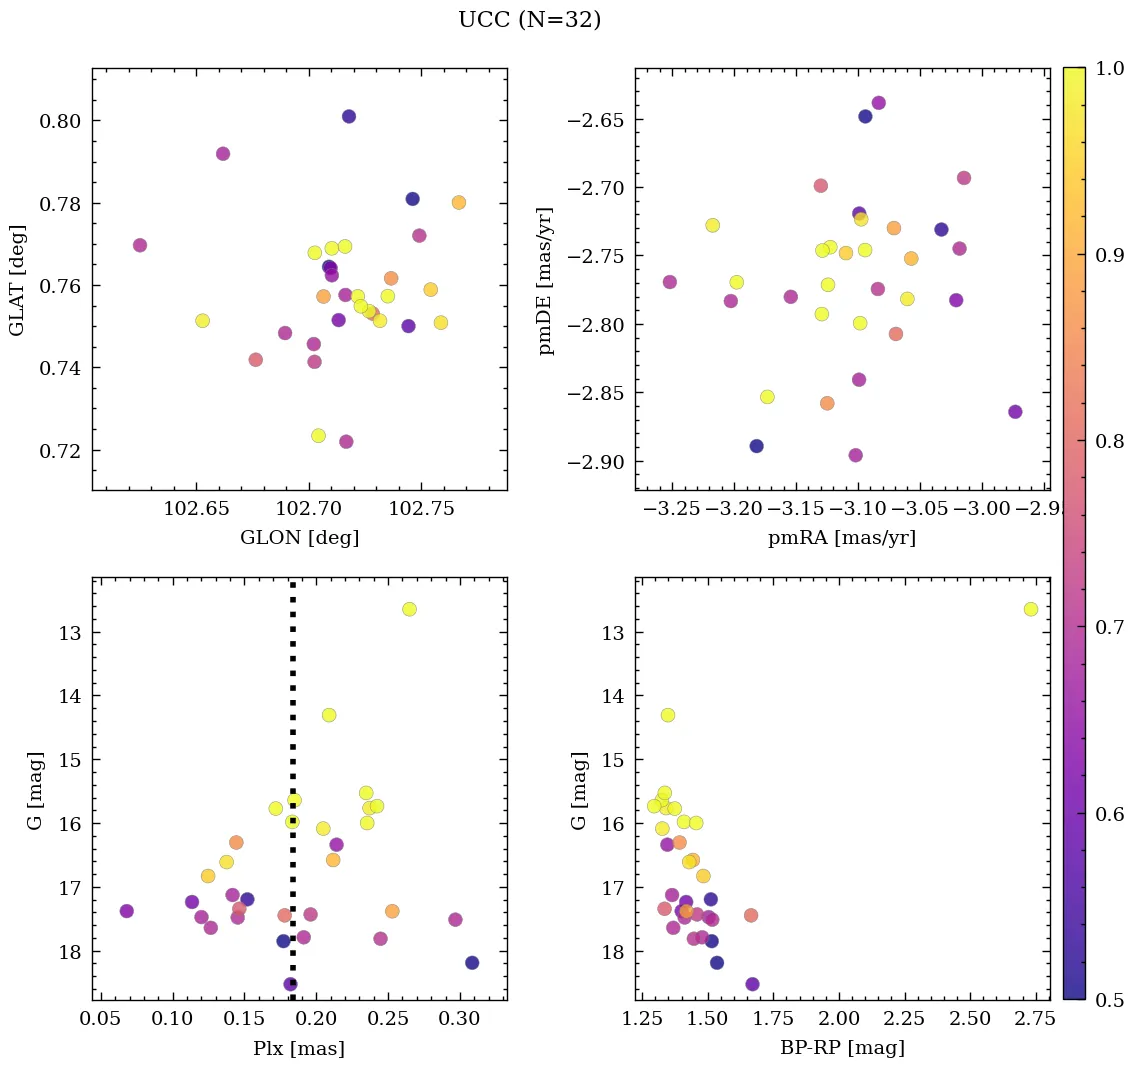 UCC (N=32)
0.80
0.78
0.76
0.74
0.72
GLAT [deg]
102.65 102.70 102.75
GLON [deg]
−2.65
−2.70
−2.75
−2.80
−2.85
−2.90
pmDE [mas/yr]
−3.25 −3.20 −3.15 −3.10 −3.05 −3.00 −2.95
pmRA [mas/yr]
13
14
15
16
17
18
G [mag]
0.05 0.10 0.15 0.20 0.25 0.30
Plx [mas]
13
14
15
16
17
18
G [mag]
1.25 1.50 1.75 2.00 2.25 2.50 2.75
BP-RP [mag]
1.0
0.9
0.8
0.7
0.6
0.5